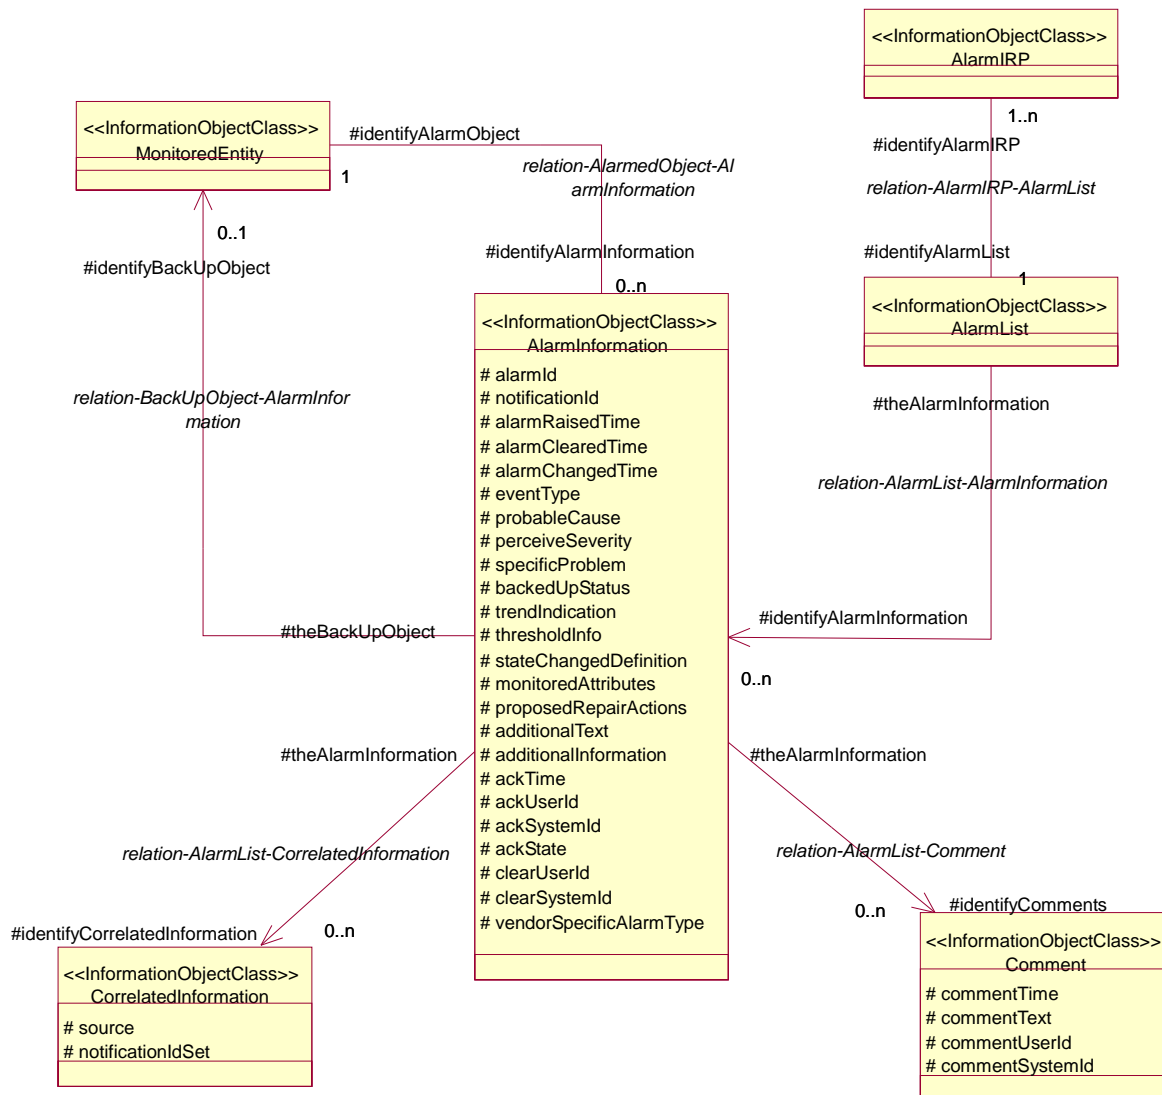 <<InformationObjectClass>>
AlarmIRP
1..n
#identifyAlarmIRP
relation-AlarmIRP-AlarmList
#identifyAlarmList
1
<<InformationObjectClass>>
AlarmList
<<InformationObjectClass>>
MonitoredEntity
#identifyAlarmObject
1
relation-AlarmedObject-Al
armInformation
#identifyAlarmInformation
0..n
0..1
#identifyBackUpObject
relation-BackUpObject-AlarmInfor
mation
#theBackUpObject
<<InformationObjectClass>>
AlarmInformation
# alarmId
# notificationId
# alarmRaisedTime
# alarmClearedTime
# alarmChangedTime
# eventType
# probableCause
# perceiveSeverity
# specificProblem
# backedUpStatus
# trendIndication
# thresholdInfo
# stateChangedDefinition
# monitoredAttributes
# proposedRepairActions
# additionalText
# additionalInformation
# ackTime
# ackUserId
# ackSystemId
# ackState
# clearUserId
# clearSystemId
# vendorSpecificAlarmType
#theAlarmInformation
relation-AlarmList-AlarmInformation
#identifyAlarmInformation
0..n
#theAlarmInformation
relation-AlarmList-CorrelatedInformation
0..n
#identifyCorrelatedInformation
<<InformationObjectClass>>
CorrelatedInformation
# source
# notificationIdSet
#theAlarmInformation
relation-AlarmList-Comment
0..n
#identifyComments
<<InformationObjectClass>>
Comment
# commentTime
# commentText
# commentUserId
# commentSystemId